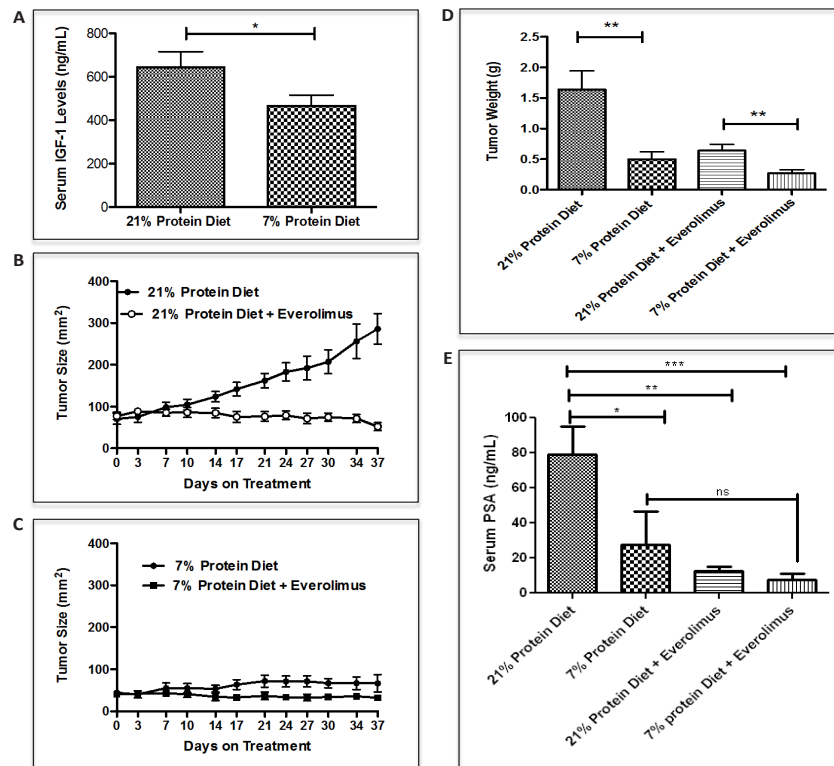 A
*
Serum IGF-1 Levels (ng/mL)
800
600
400
200
0
21% Protein Diet
7% Protein Diet
B
21% Protein Diet
21% Protein Diet + Everolimus
Tumor Size (mm²)
400
300
200
100
0
0 3 7 10 14 17 21 24 27 30 34 37
Days on Treatment
C
7% Protein Diet
7% Protein Diet + Everolimus
Tumor Size (mm²)
400
200
100
0
0 3 7 10 14 17 21 24 27 30 34 37
Days on Treatment
D
**
**
Tumor Weight (g)
2.5
2.0
1.5
1.0
0.5
0.0
21% Protein Diet
7% Protein Diet
21% Protein Diet + Everolimus
7% Protein Diet + Everolimus
E
***
**
*
ns
Serum PSA (ng/mL)
100
80
60
40
20
0
21% Protein Diet
7% Protein Diet
21% Protein Diet + Everolimus
7% protein Diet + Everolimus